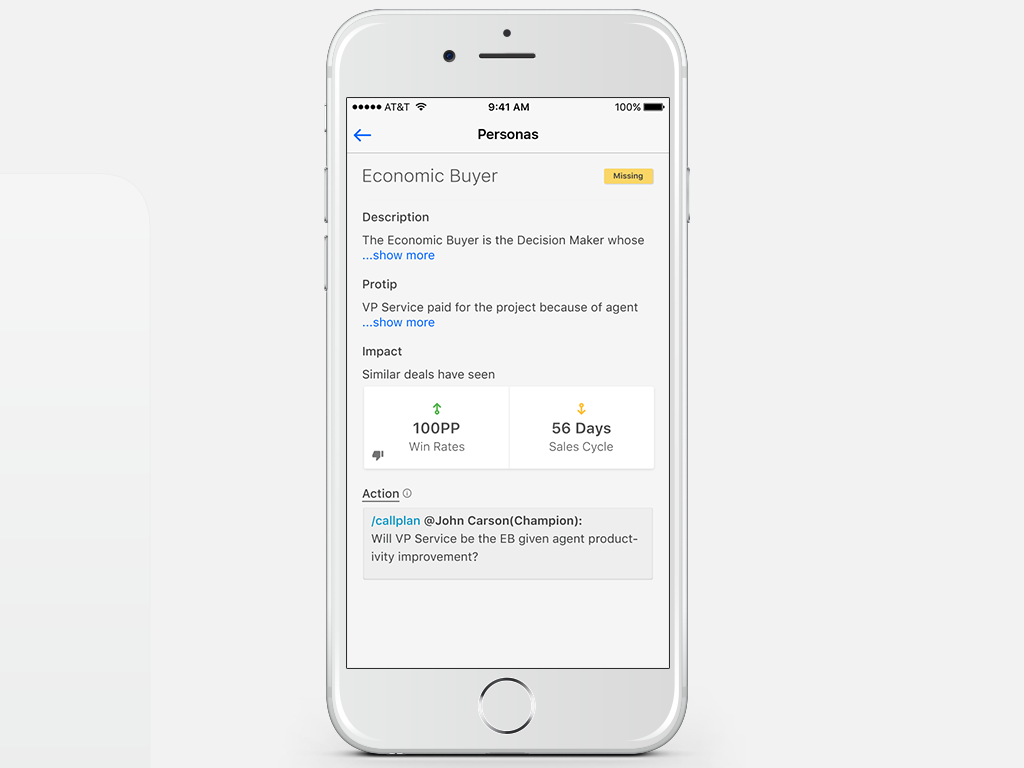 AT&T 9:41 AM 100%
Personas
Economic Buyer Missing
Description
The Economic Buyer is the Decision Maker whose
...show more
Protip
VP Service paid for the project because of agent
...show more
Impact
Similar deals have seen
100PP 56 Days
Win Rates Sales Cycle
Action
/callplan @John Carson(Champion):
Will VP Service be the EB given agent product-
ivity improvement?